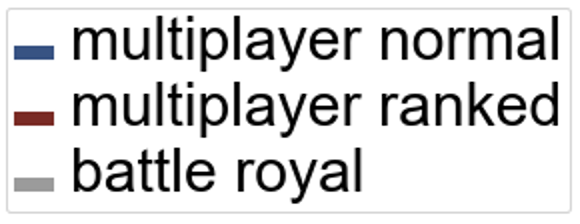 multiplayer normal
multiplayer ranked
battle royal